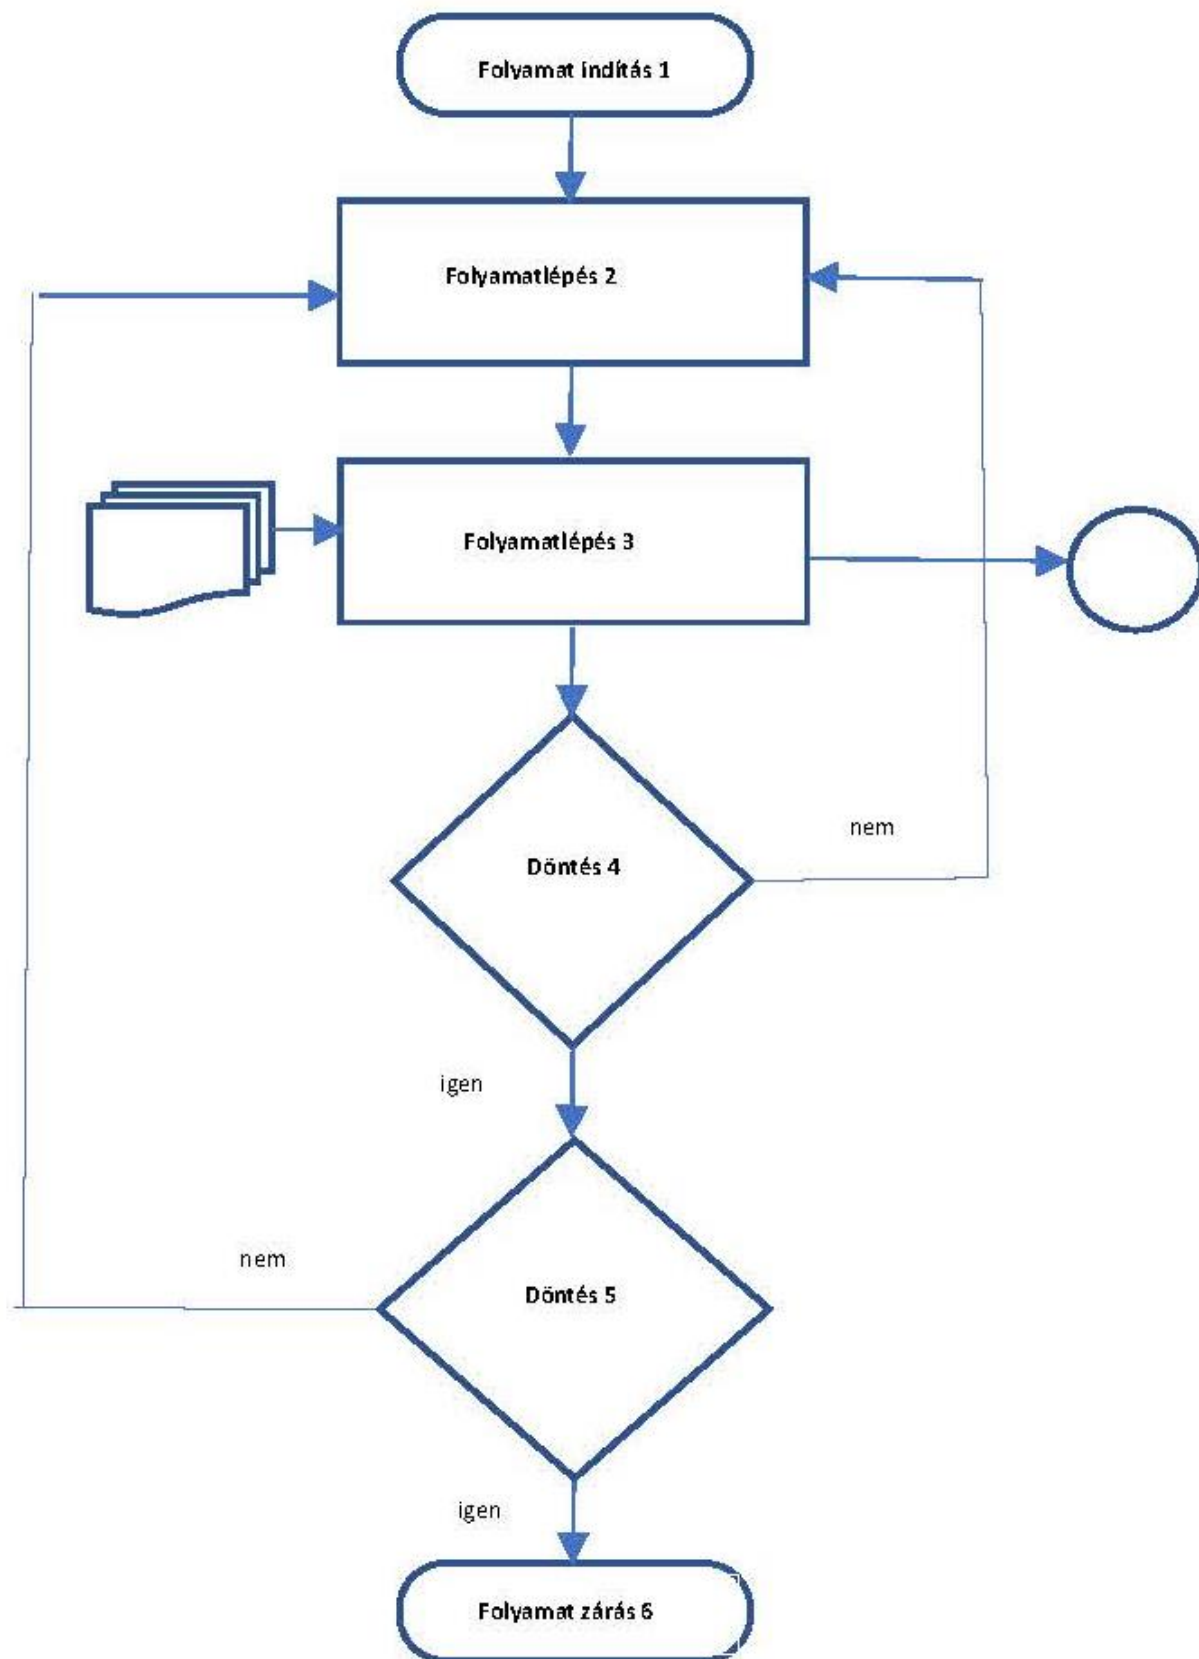 Folyamat indítás 1
Folyamatlépés 2
Folyamatlépés 3
Döntés 4
nem
igen
nem
Döntés 5
igen
Folyamat zárás 6